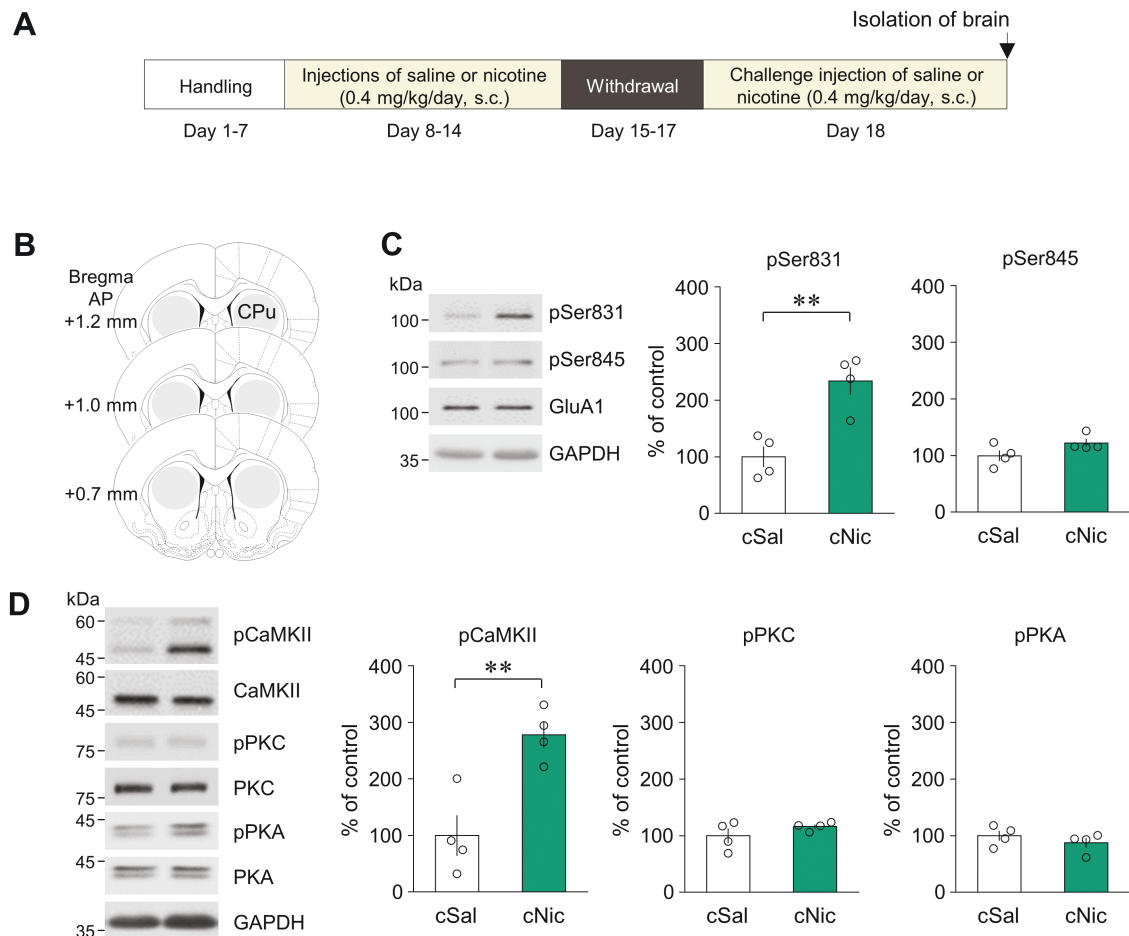 A
Isolation of brain
Handling
Injections of saline or nicotine
(0.4 mg/kg/day, s.c.)
Withdrawal
Challenge injection of saline or
nicotine (0.4 mg/kg/day, s.c.)
Day 1-7
Day 8-14
Day 15-17
Day 18
B
Bregma
AP
+1.2 mm
CPu
+1.0 mm
+0.7 mm
C
kDa
100
pSer831
100
pSer845
100
GluA1
35
GAPDH
pSer831
% of control
400
300
200
100
0
**
cSal
cNic
pSer845
400
300
200
100
0
cSal
cNic
D
kDa
60
45
pCaMKII
60
45
CaMKII
75
pPKC
75
PKC
45
pPKA
45
PKA
35
GAPDH
pCaMKII
% of control
400
300
200
100
0
**
cSal
cNic
pPKC
% of control
400
300
200
100
0
cSal
cNic
pPKA
% of control
400
300
200
100
0
cSal
cNic